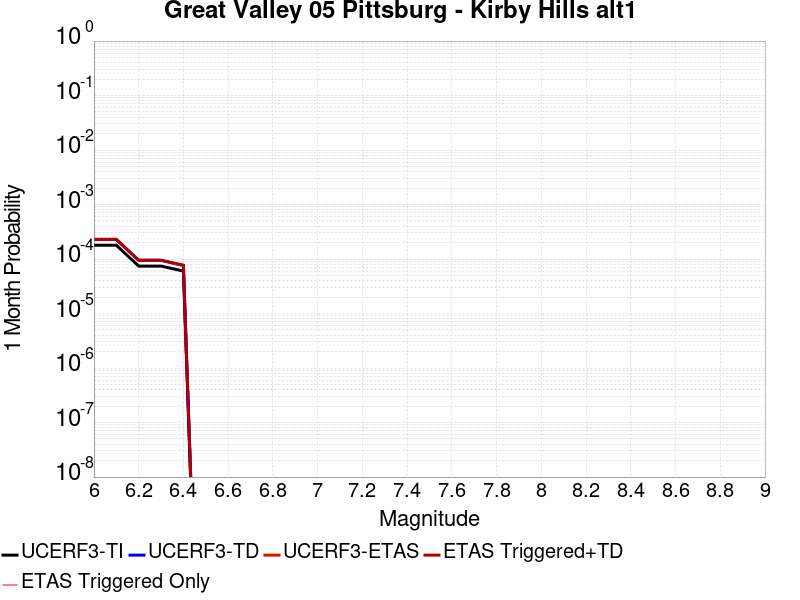 Great Valley 05 Pittsburg - Kirby Hills alt1
10^0
10^-1
10^-2
10^-3
10^-4
10^-5
10^-6
10^-7
10^-8
1 Month Probability
6 6.2 6.4 6.6 6.8 7 7.2 7.4 7.6 7.8 8 8.2 8.4 8.6 8.8 9
Magnitude
UCERF3-TI UCERF3-TD UCERF3-ETAS ETAS Triggered+TD
ETAS Triggered Only